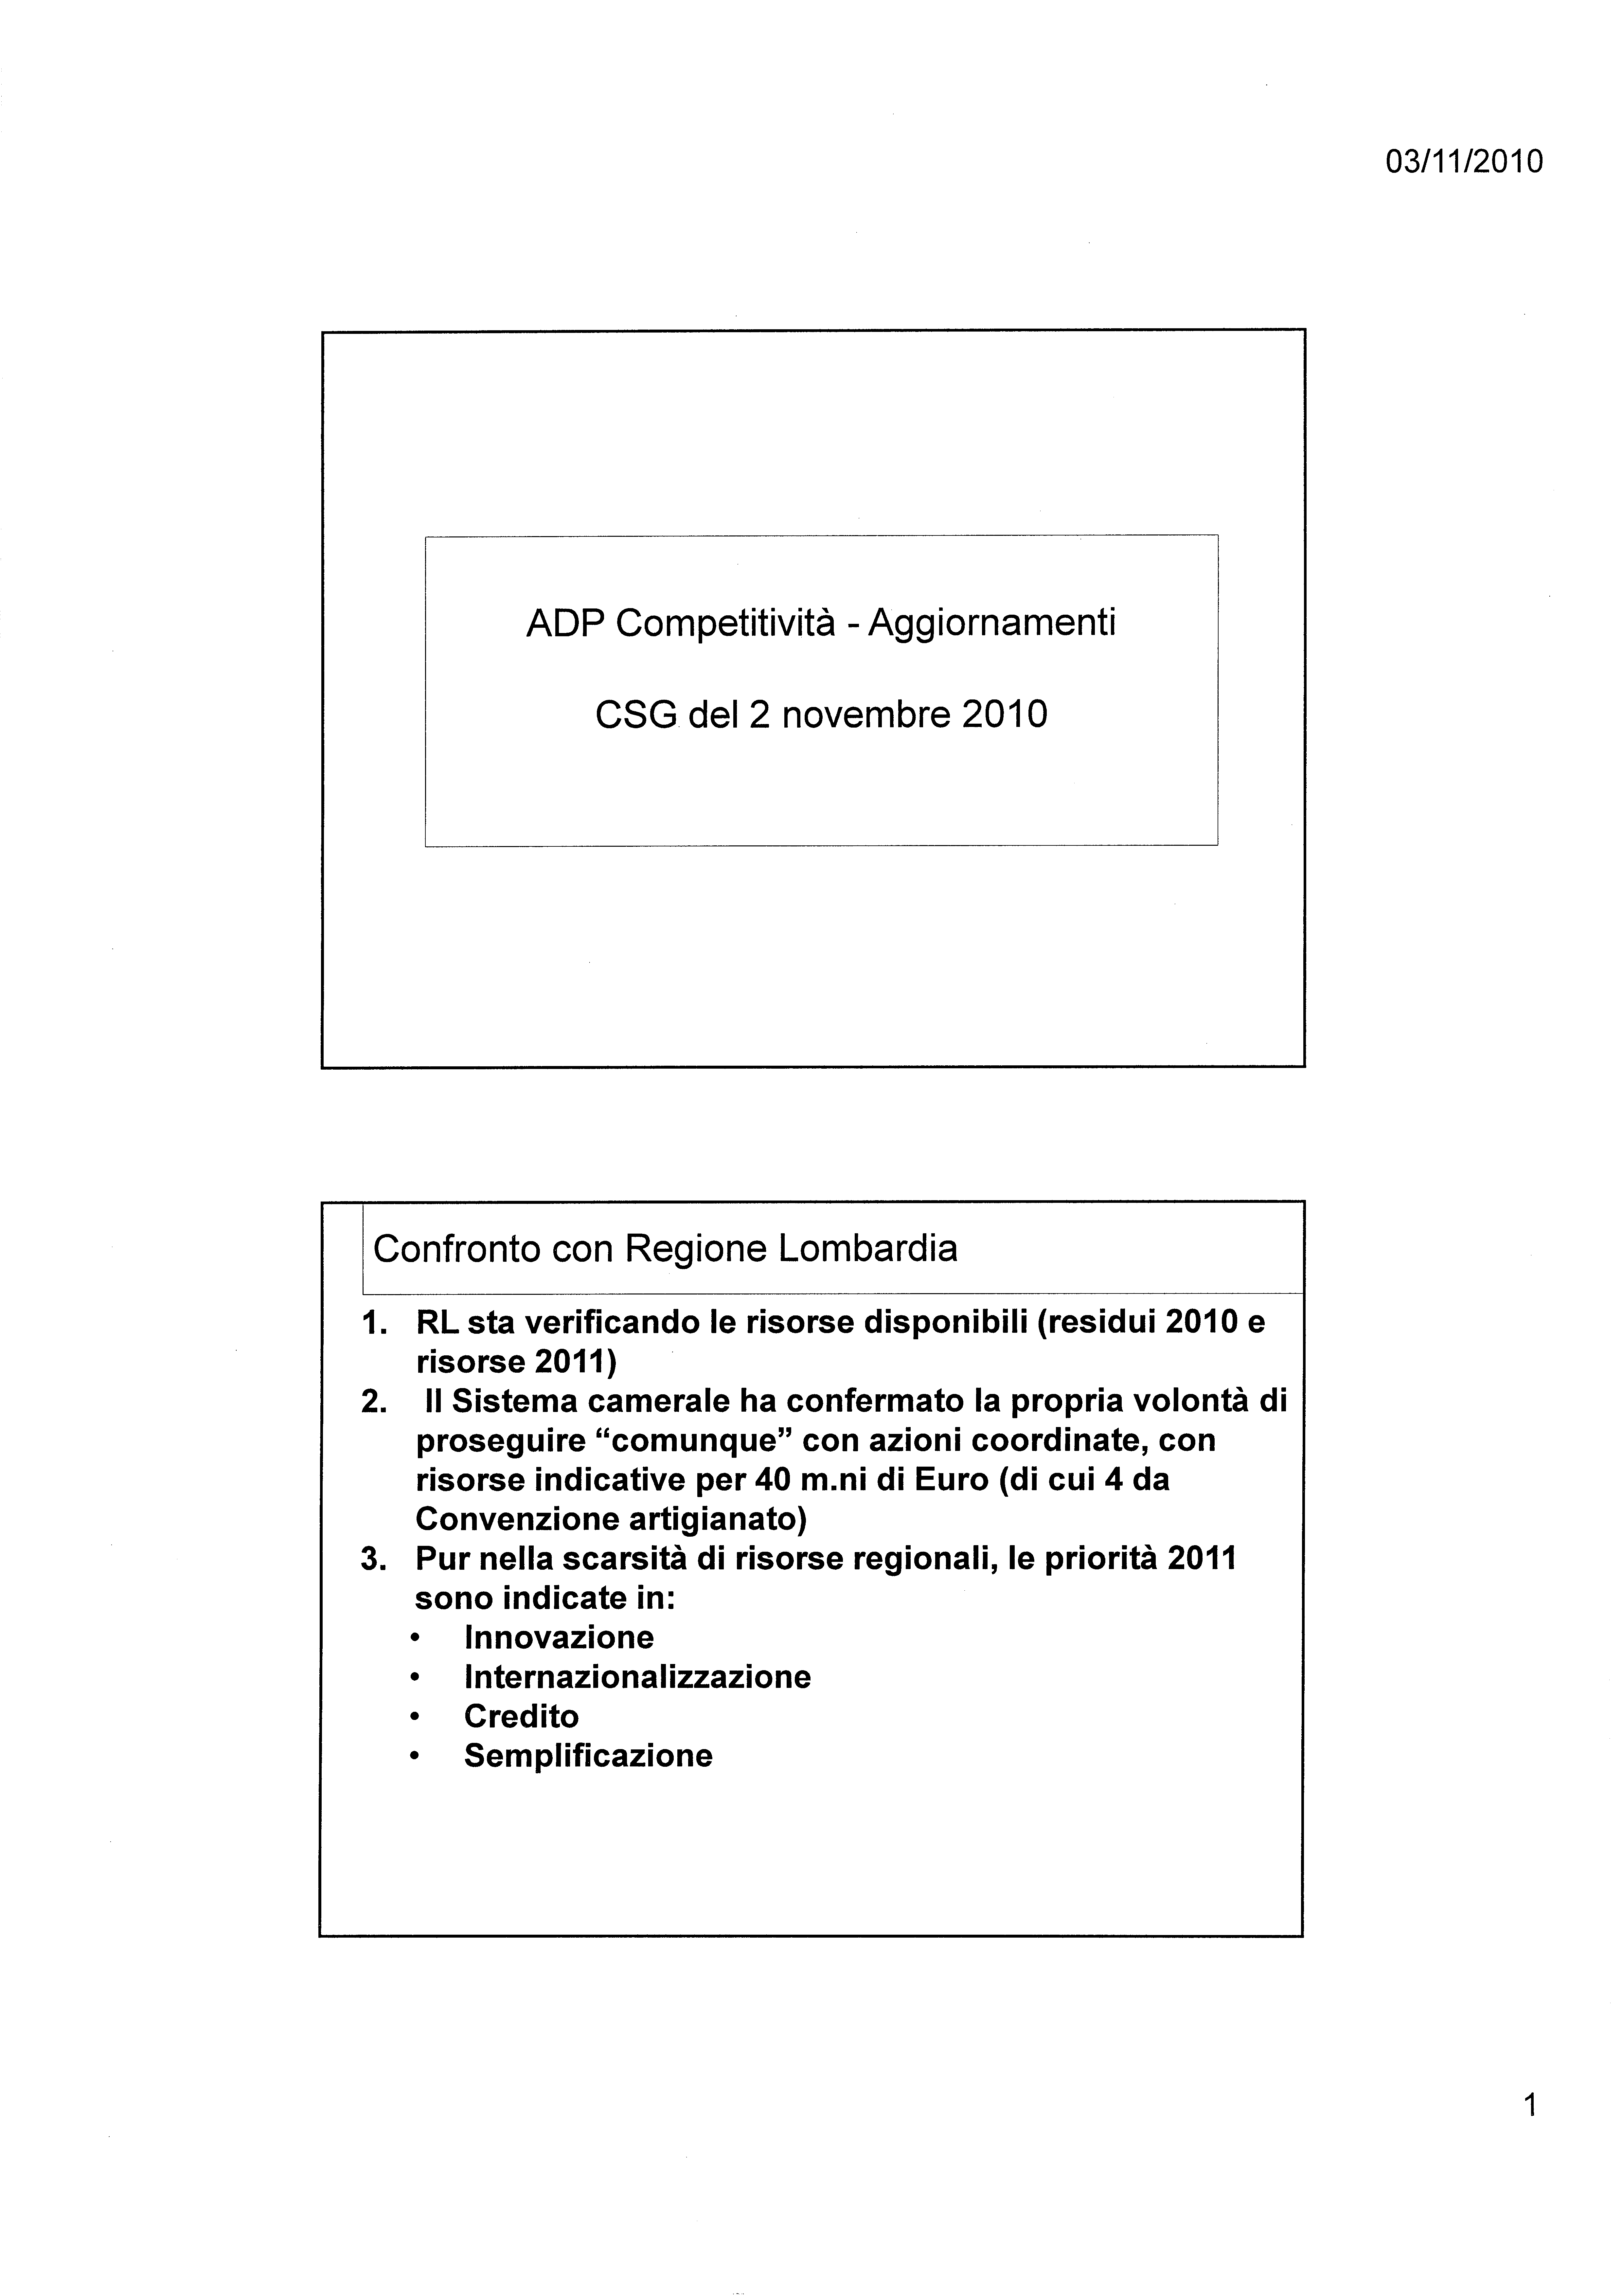 03/11/2010
ADP Competitività - Aggiornamenti
CSG del 2 novembre 2010
Confronto con Regione Lombardia
1. RL sta verificando le risorse disponibili (residui 2010 e
risorse 2011)
2. Il Sistema camerale ha confermato la propria volontà di
proseguire “comunque” con azioni coordinate, con
risorse indicative per 40 m.ni di Euro (di cui 4 da
Convenzione artigianato)
3. Pur nella scarsità di risorse regionali, le priorità 2011
sono indicate in:
• Innovazione
• Internazionalizzazione
• Credito
• Semplificazione
1